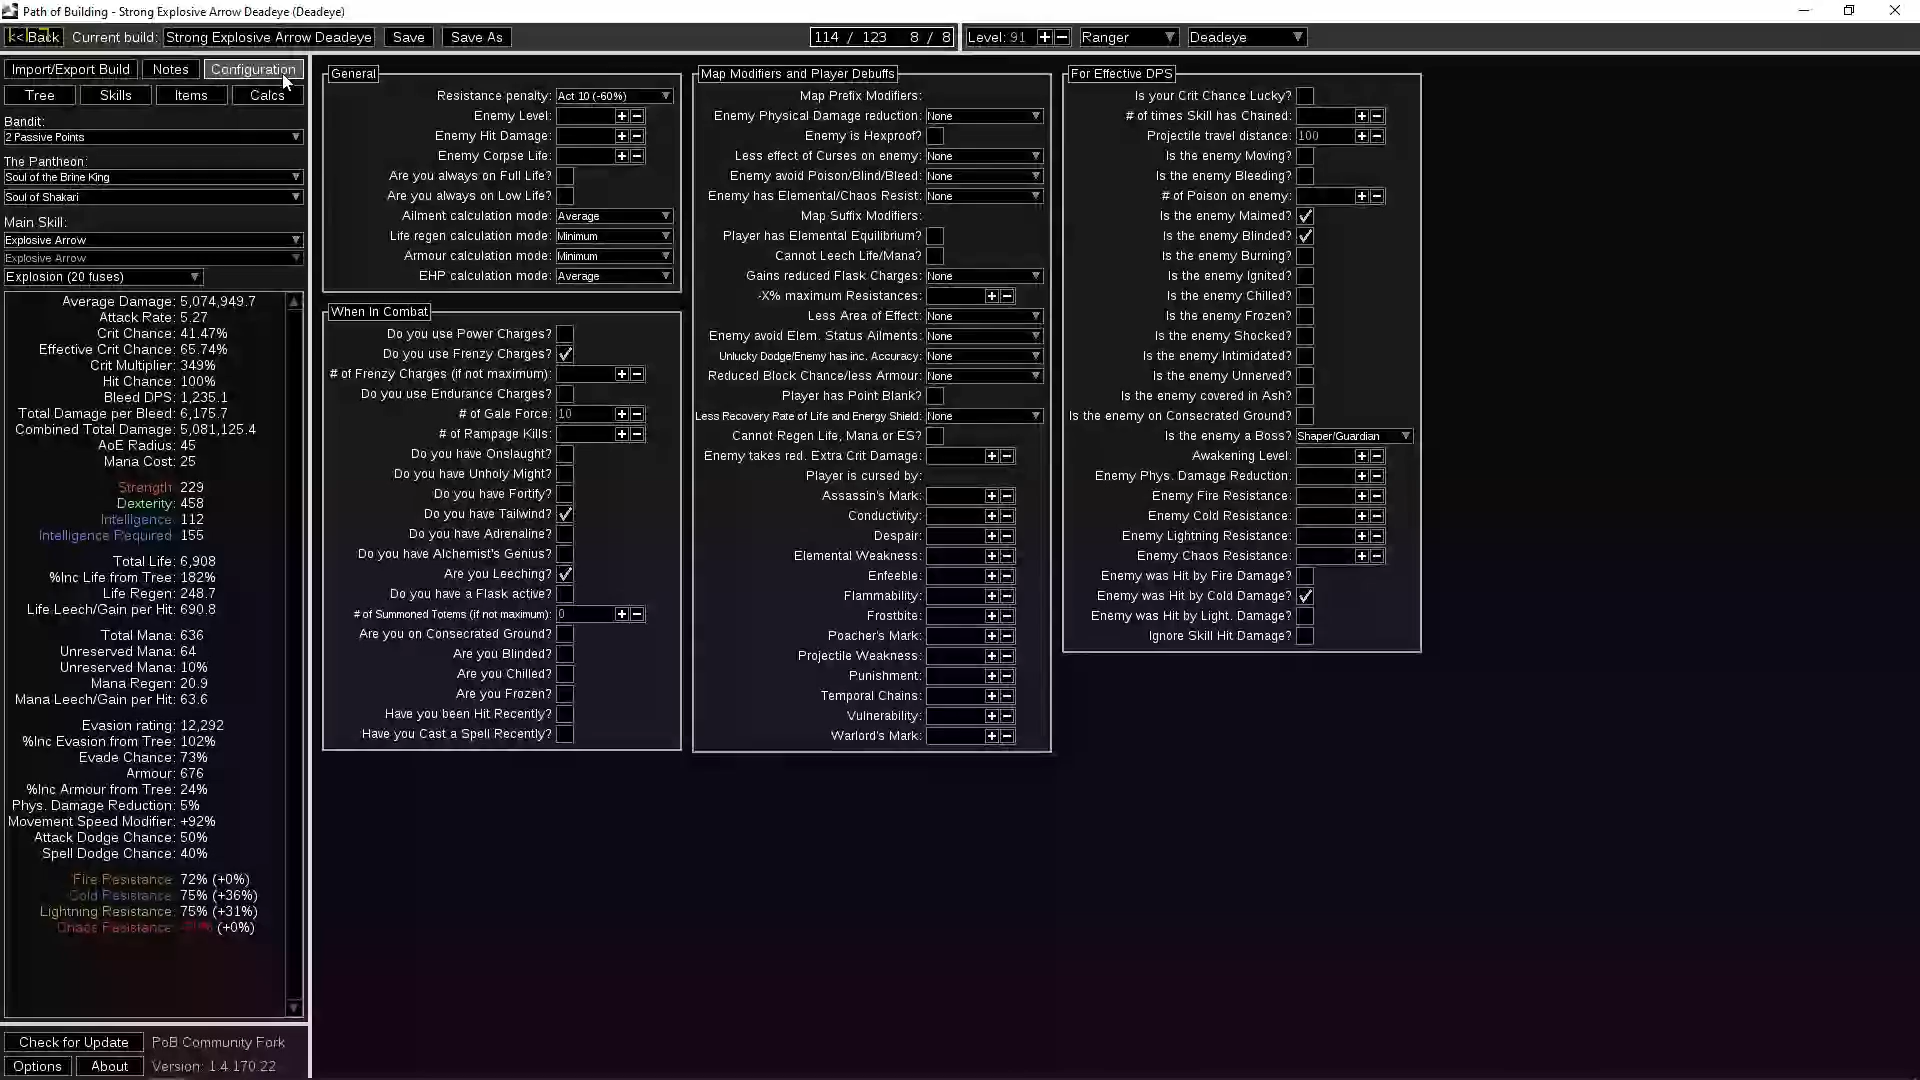 Path of Building - Strong Explosive Arrow Deadeye (Deadeye)
<< Back
Current build: Strong Explosive Arrow Deadeye
Save
Save As
114 / 123 8 / 8
Level: 91
Ranger
Deadeye
Import/Export Build
Notes
Configuration
Tree
Skills
Items
Calcs
Bandit:
2 Passive Points
The Pantheon:
Soul of the Brine King
Soul of Shakari
Main Skill:
Explosive Arrow
Explosive Arrow
Explosion (20 fuses)
Average Damage: 5,074,949.7
Attack Rate: 5.27
Crit Chance: 41.47%
Effective Crit Chance: 65.74%
Crit Multiplier: 349%
Hit Chance: 100%
Bleed DPS: 1,235.1
Total Damage per Bleed: 6,175.7
Combined Total Damage: 5,081,125.4
AoE Radius: 45
Mana Cost: 25
Strength: 229
Dexterity: 458
Intelligence: 112
Intelligence Required: 155
Total Life: 6,908
%Inc Life from Tree: 182%
Life Regen: 248.7
Life Leech/Gain per Hit: 690.8
Total Mana: 636
Unreserved Mana: 64
Unreserved Mana: 10%
Mana Regen: 20.9
Mana Leech/Gain per Hit: 63.6
Evasion rating: 12,292
%Inc Evasion from Tree: 102%
Evade Chance: 73%
Armour: 676
%Inc Armour from Tree: 24%
Phys. Damage Reduction: 5%
Movement Speed Modifier: +92%
Attack Dodge Chance: 50%
Spell Dodge Chance: 40%
Fire Resistance: 72% (+0%)
Cold Resistance: 75% (+36%)
Lightning Resistance: 75% (+31%)
Chaos Resistance: (+0%)
Check for Update
PoB Community Fork
Options
About
Version: 1.4.170.22
General
Resistance penalty: Act 10 (-60%)
Enemy Level:
Enemy Hit Damage:
Enemy Corpse Life:
Are you always on Full Life?
Are you always on Low Life?
Ailment calculation mode: Average
Life regen calculation mode: Minimum
Armour calculation mode: Minimum
EHP calculation mode: Average
When In Combat
Do you use Power Charges?
Do you use Frenzy Charges?
# of Frenzy Charges (if not maximum):
Do you use Endurance Charges?
# of Gale Force: 10
# of Rampage Kills:
Do you have Onslaught?
Do you have Unholy Might?
Do you have Fortify?
Do you have Tailwind?
Do you have Adrenaline?
Do you have Alchemist's Genius?
Are you Leeching?
Do you have a Flask active?
# of Summoned Totems (if not maximum): 0
Are you on Consecrated Ground?
Are you Blinded?
Are you Chilled?
Are you Frozen?
Have you been Hit Recently?
Have you Cast a Spell Recently?
Map Modifiers and Player Debuffs
Map Prefix Modifiers:
Enemy Physical Damage reduction: None
Enemy is Hexproof?
Less effect of Curses on enemy: None
Enemy avoid Poison/Blind/Bleed: None
Enemy has Elemental/Chaos Resist: None
Map Suffix Modifiers:
Player has Elemental Equilibrium?
Cannot Leech Life/Mana?
Gains reduced Flask Charges: None
-X% maximum Resistances:
Less Area of Effect: None
Enemy avoid Elem. Status Ailments: None
Unlucky Dodge/Enemy has inc. Accuracy: None
Reduced Block Chance/less Armour: None
Player has Point Blank?
Less Recovery Rate of Life and Energy Shield: None
Cannot Regen Life, Mana or ES?
Enemy takes red. Extra Crit Damage:
Player is cursed by:
Assassin's Mark:
Conductivity:
Despair:
Elemental Weakness:
Enfeeble:
Flammability:
Frostbite:
Poacher's Mark:
Projectile Weakness:
Punishment:
Temporal Chains:
Vulnerability:
Warlord's Mark:
For Effective DPS
Is your Crit Chance Lucky?
# of times Skill has Chained:
Projectile travel distance: 100
Is the enemy Moving?
Is the enemy Bleeding?
# of Poison on enemy:
Is the enemy Maimed?
Is the enemy Blinded?
Is the enemy Burning?
Is the enemy Ignited?
Is the enemy Chilled?
Is the enemy Frozen?
Is the enemy Shocked?
Is the enemy Intimidated?
Is the enemy Unnerved?
Is the enemy covered in Ash?
Is the enemy on Consecrated Ground?
Is the enemy a Boss? Shaper/Guardian
Awakening Level:
Enemy Phys. Damage Reduction:
Enemy Fire Resistance:
Enemy Cold Resistance:
Enemy Lightning Resistance:
Enemy Chaos Resistance:
Enemy was Hit by Fire Damage?
Enemy was Hit by Cold Damage?
Enemy was Hit by Light. Damage?
Ignore Skill Hit Damage?